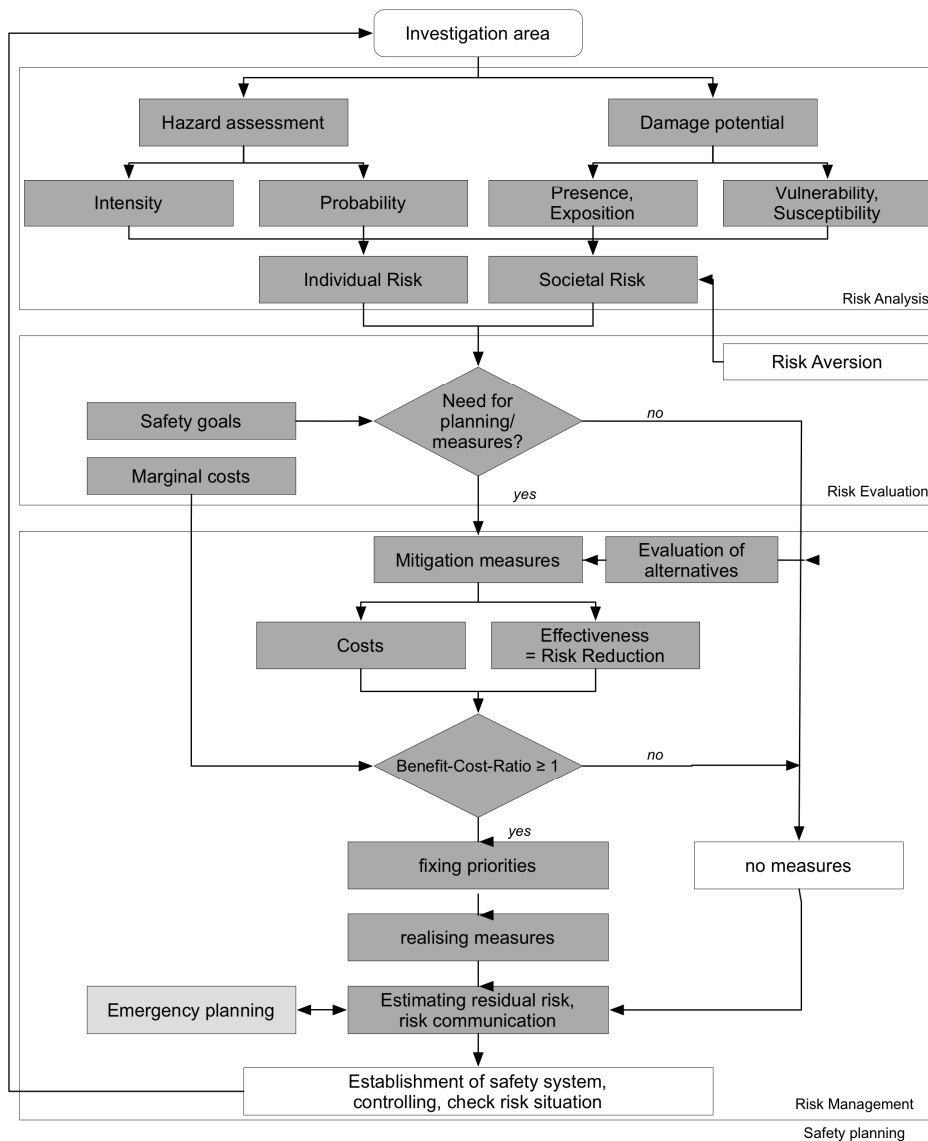 Investigation area
Hazard assessment
Damage potential
Intensity
Probability
Presence,
Exposition
Vulnerability,
Susceptibility
Individual Risk
Societal Risk
Risk Analysis
Risk Aversion
Need for
planning/
measures?
no
Safety goals
Marginal costs
yes
Risk Evaluation
Mitigation measures
Evaluation of
alternatives
Costs
Effectiveness
= Risk Reduction
Benefit-Cost-Ratio ≥ 1
no
yes
fixing priorities
no measures
realising measures
Emergency planning
Estimating residual risk,
risk communication
Establishment of safety system,
controlling, check risk situation
Risk Management
Safety planning